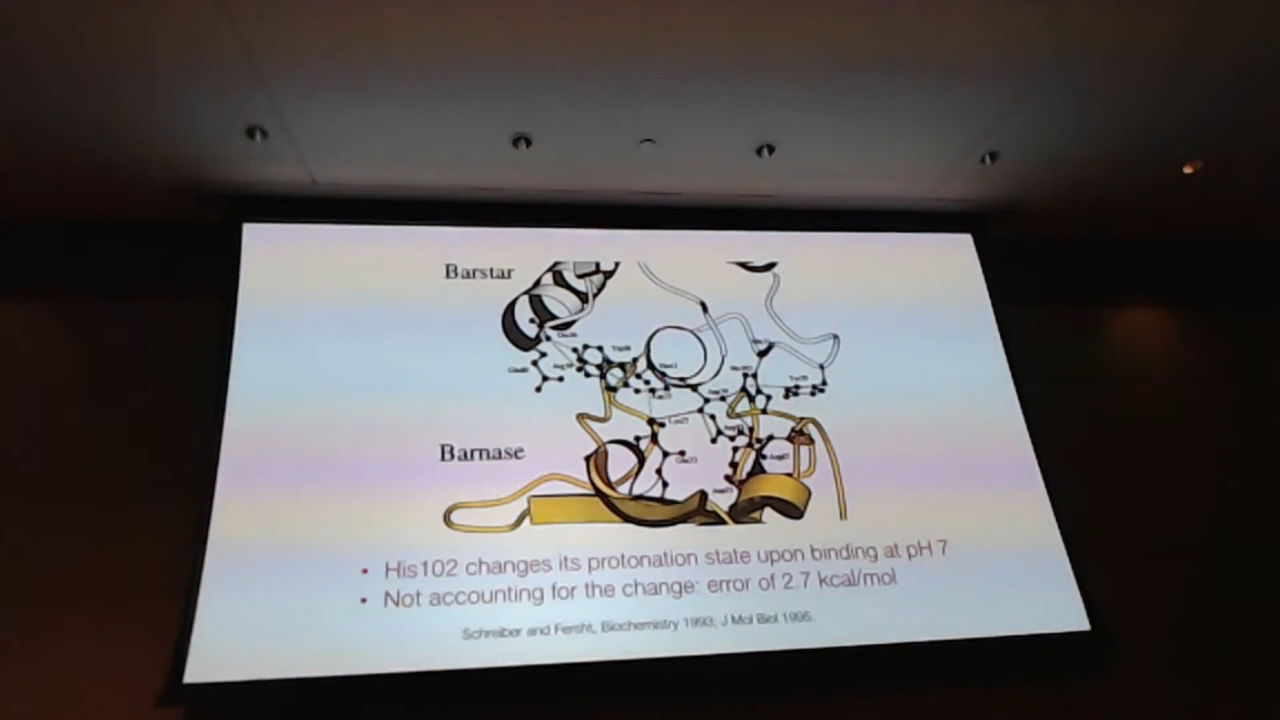 Barstar
Barnase
• His102 changes its protonation state upon binding at pH 7
• Not accounting for the change: error of 2.7 kcal/mol
Schreiber and Fersht, Biochemistry 1993; J Mol Biol 1995.